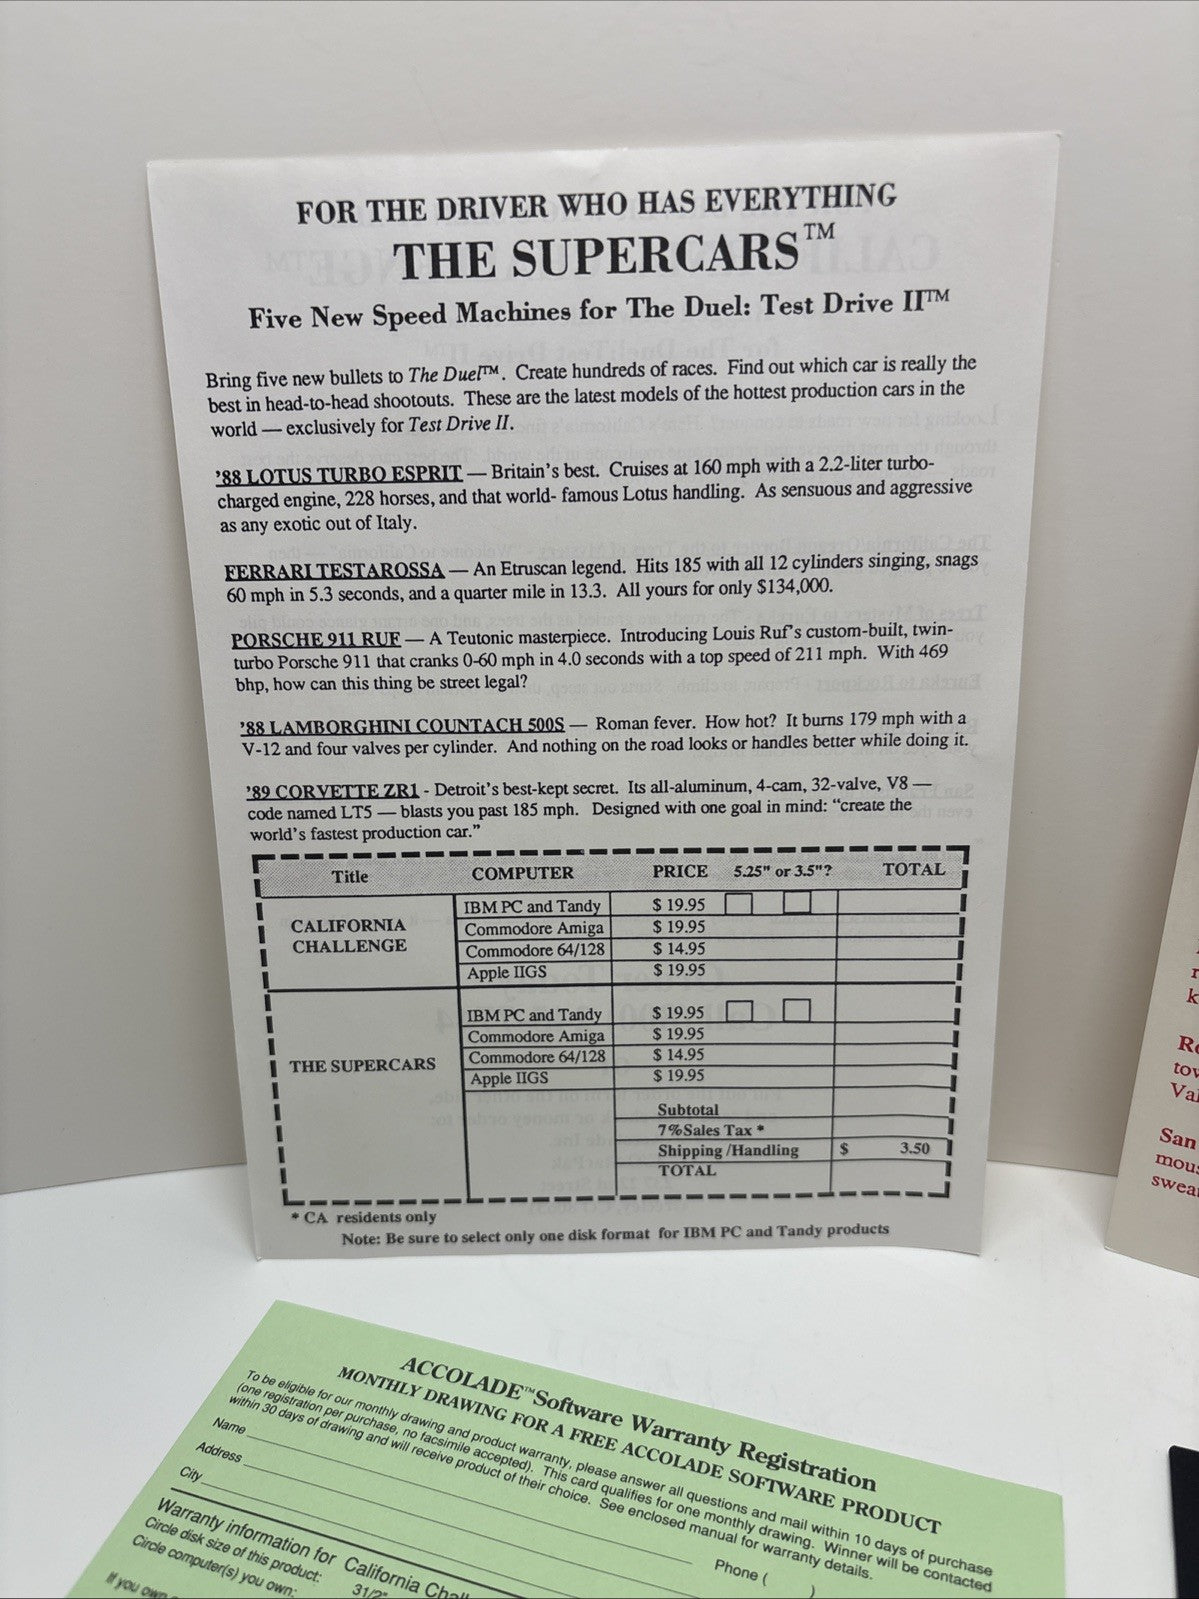 FOR THE DRIVER WHO HAS EVERYTHING
THE SUPERCARS™
Five New Speed Machines for The Duel: Test Drive II™
Bring five new bullets to The Duel™. Create hundreds of races. Find out which car is really the
best in head-to-head shootouts. These are the latest models of the hottest production cars in the
world — exclusively for Test Drive II.
'88 LOTUS TURBO ESPRIT — Britain's best. Cruises at 160 mph with a 2.2-liter turbo-
charged engine, 228 horses, and that world- famous Lotus handling. As sensuous and aggressive
as any exotic out of Italy.
FERRARI TESTAROSSA — An Etruscan legend. Hits 185 with all 12 cylinders singing, snags
60 mph in 5.3 seconds, and a quarter mile in 13.3. All yours for only $134,000.
PORSCHE 911 RUF — A Teutonic masterpiece. Introducing Louis Ruf's custom-built, twin-
turbo Porsche 911 that cranks 0-60 mph in 4.0 seconds with a top speed of 211 mph. With 469
bhp, how can this thing be street legal?
'88 LAMBORGHINI COUNTACH 500S — Roman fever. How hot? It burns 179 mph with a
V-12 and four valves per cylinder. And nothing on the road looks or handles better while doing it.
'89 CORVETTE ZR1 - Detroit's best-kept secret. Its all-aluminum, 4-cam, 32-valve, V8 —
code named LT5 — blasts you past 185 mph. Designed with one goal in mind: "create the
world's fastest production car."
Title COMPUTER PRICE 5.25" or 3.5"? TOTAL
CALIFORNIA CHALLENGE
IBM PC and Tandy $ 19.95
Commodore Amiga $ 19.95
Commodore 64/128 $ 14.95
Apple IIGS $ 19.95
THE SUPERCARS
IBM PC and Tandy $ 19.95
Commodore Amiga $ 19.95
Commodore 64/128 $ 14.95
Apple IIGS $ 19.95
Subtotal
7%Sales Tax *
Shipping /Handling $ 3.50
TOTAL
* CA residents only
Note: Be sure to select only one disk format for IBM PC and Tandy products
ACCOLADE™ Software Warranty Registration
MONTHLY DRAWING FOR A FREE ACCOLADE SOFTWARE PRODUCT
To be eligible for our monthly drawing and product warranty, please answer all questions and mail within 10 days of purchase
(one registration per purchase, no facsimile accepted). This card qualifies for one monthly drawing. Winner will be contacted
within 30 days of drawing and will receive product of their choice. See enclosed manual for warranty details.
Name
Address
City
Phone ( )
Warranty information for California Chall
Circle disk size of this product: 31/2"
Circle computer(s) you own:
If you own
San
mous
swea
tow
Val